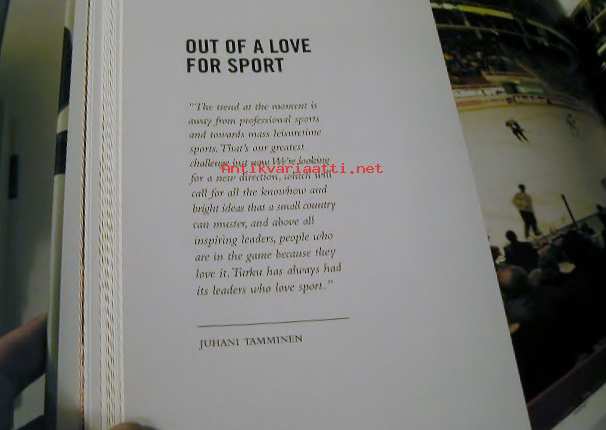 OUT OF A LOVE
FOR SPORT
"The trend at the moment is
away from professional sports
and towards mass leisuretime
sports. That's our greatest
challenge just now. We're looking
Antikvariaatti.net
for a new direction, which will
call for all the knowhow and
bright ideas that a small country
can muster, and above all
inspiring leaders, people who
are in the game because they
love it. Turku has always had
its leaders who love sport."
JUHANI TAMMINEN